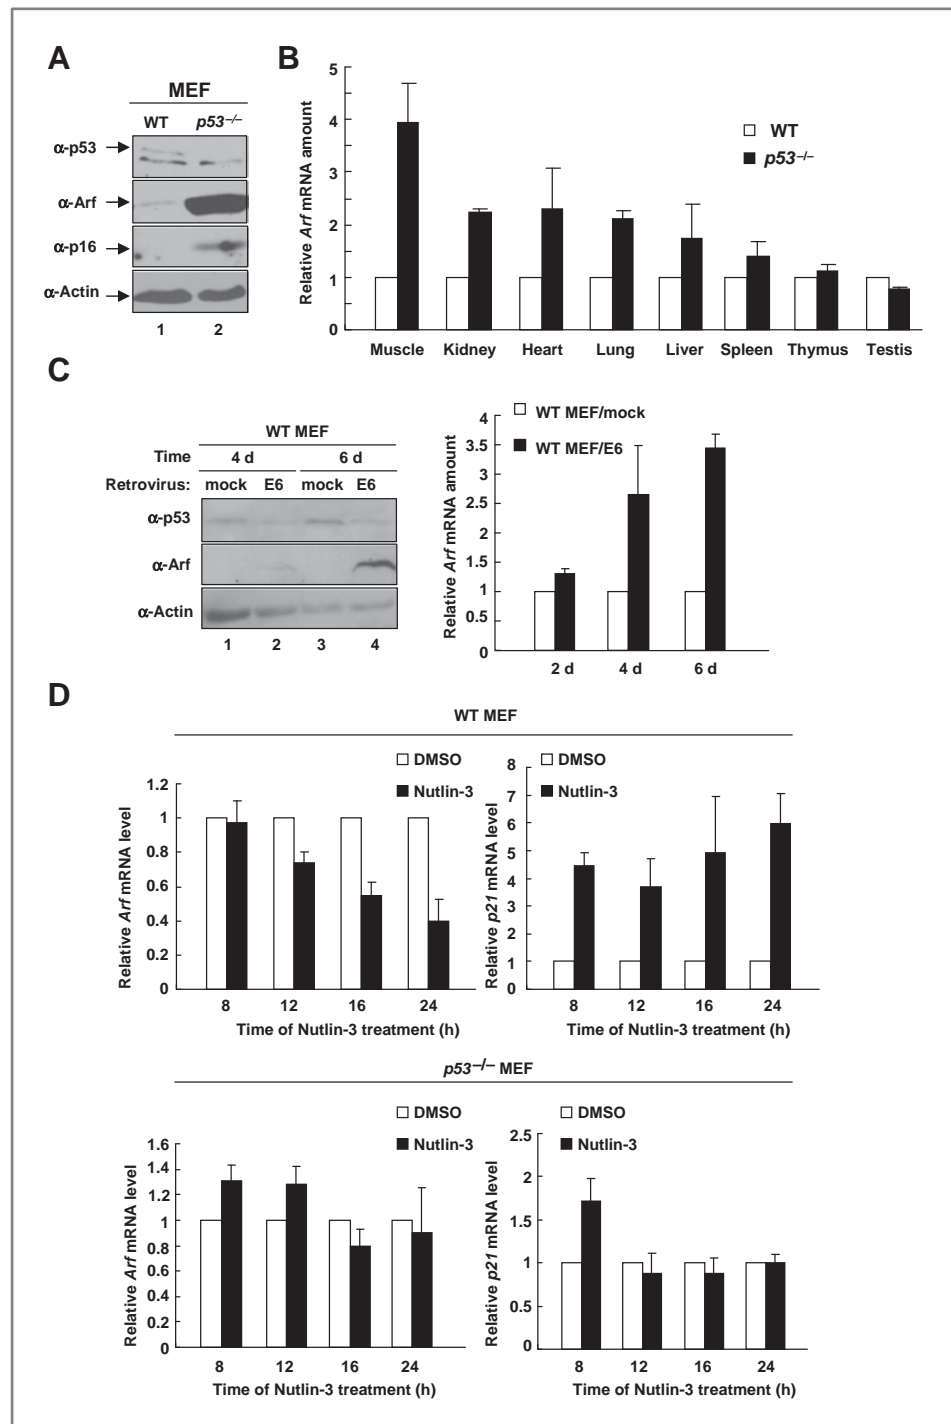 A
MEF
WT p53–/–
α-p53
α-Arf
α-p16
α-Actin
1 2
B
Relative Arf mRNA amount
5
4
3
2
1
0
WT
p53–/–
Muscle Kidney Heart Lung Liver Spleen Thymus Testis
C
WT MEF
Time 4 d 6 d
Retrovirus: mock E6 mock E6
α-p53
α-Arf
α-Actin
1 2 3 4
Relative Arf mRNA amount
4
3.5
3
2.5
2
1.5
1
0.5
0
WT MEF/mock
WT MEF/E6
2 d 4 d 6 d
D
WT MEF
Relative Arf mRNA level
1.2
1
0.8
0.6
0.4
0.2
0
DMSO
Nutlin-3
8 12 16 24
Time of Nutlin-3 treatment (h)
Relative p21 mRNA level
8
7
6
5
4
3
2
1
0
DMSO
Nutlin-3
8 12 16 24
Time of Nutlin-3 treatment (h)
p53–/– MEF
Relative Arf mRNA level
1.6
1.4
1.2
1
0.8
0.6
0.4
0.2
0
DMSO
Nutlin-3
8 12 16 24
Time of Nutlin-3 treatment (h)
Relative p21 mRNA level
2.5
2
1.5
1
0.5
0
DMSO
Nutlin-3
8 12 16 24
Time of Nutlin-3 treatment (h)